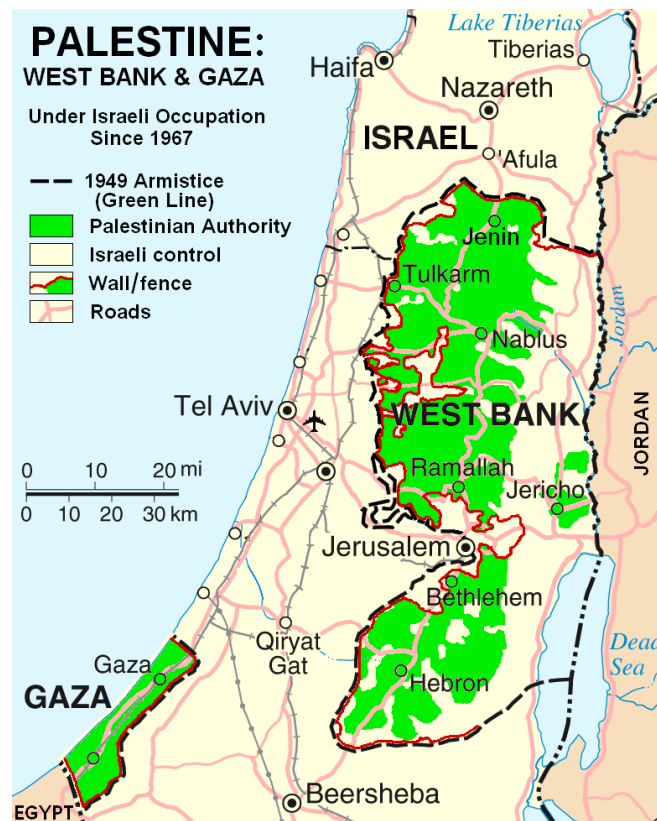 PALESTINE:
WEST BANK & GAZA
Under Israeli Occupation
Since 1967
1949 Armistice
(Green Line)
Palestinian Authority
Israeli control
Wall/fence
Roads
Lake Tiberias
Tiberias
Haifa
Nazareth
ISRAEL
'Afula
Jenin
Tulkarm
Nablus
Jordan
Tel Aviv
WEST BANK
JORDAN
0 10 20 mi
0 10 20 30 km
Ramallah
Jericho
Jerusalem
Bethlehem
Qiryat
Gat
Dead
Sea
Gaza
GAZA
Hebron
Beersheba
EGYPT